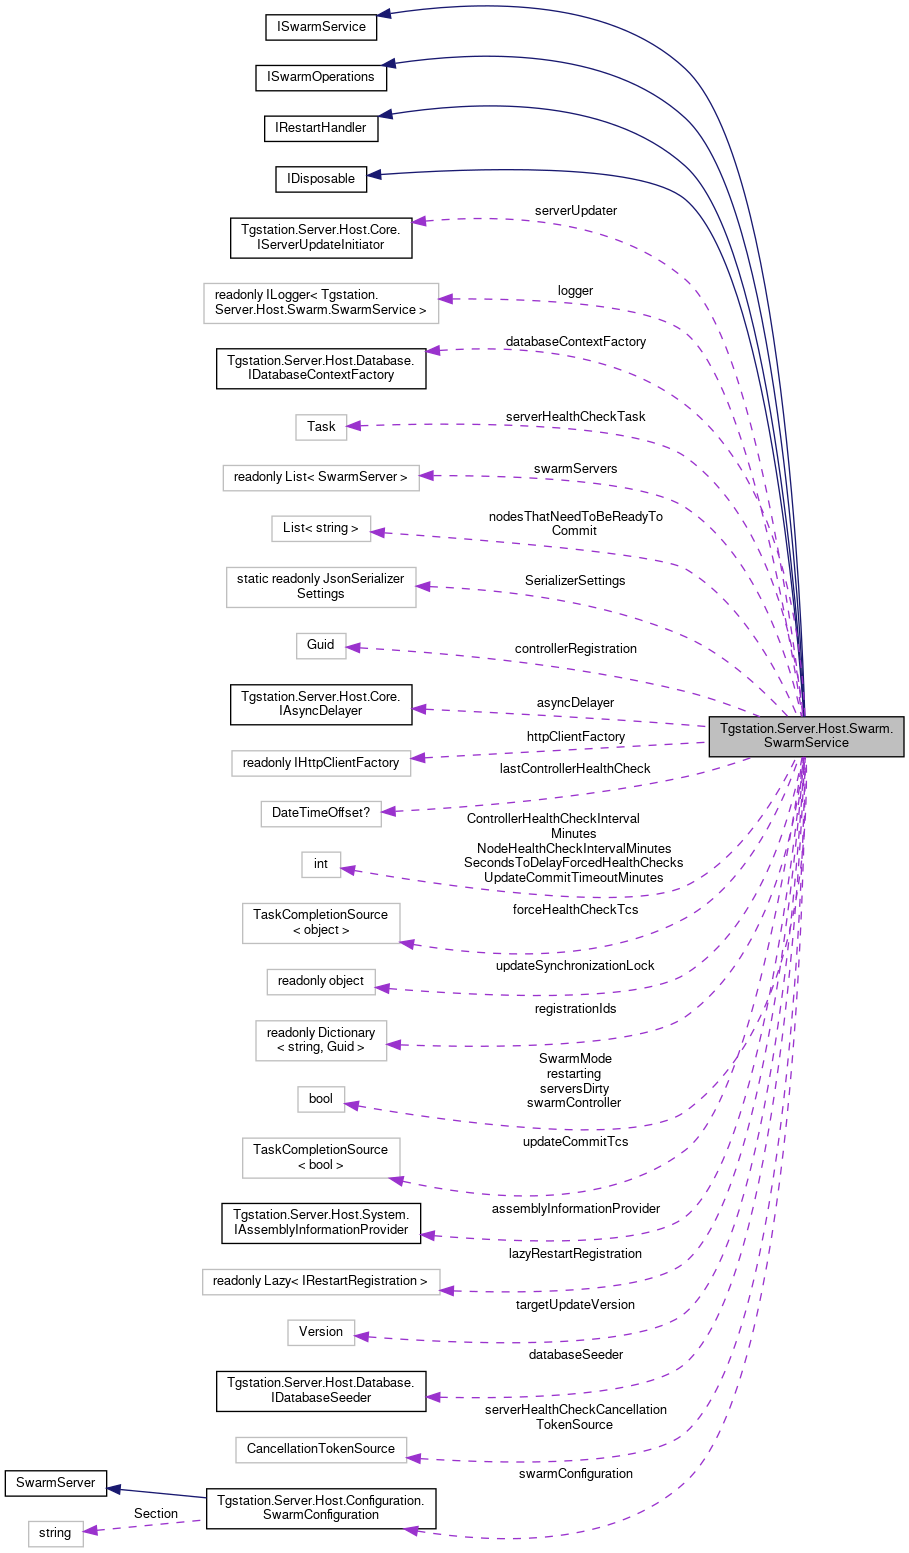 ISwarmService
ISwarmOperations
IRestartHandler
IDisposable
serverUpdater
Tgstation.Server.Host.Core.
IServerUpdateInitiator
logger
readonly ILogger< Tgstation.
Server.Host.Swarm.SwarmService >
databaseContextFactory
Tgstation.Server.Host.Database.
IDatabaseContextFactory
serverHealthCheckTask
Task
swarmServers
readonly List< SwarmServer >
nodesThatNeedToBeReadyTo
Commit
List< string >
SerializerSettings
static readonly JsonSerializer
Settings
controllerRegistration
Guid
asyncDelayer
Tgstation.Server.Host.Core.
IAsyncDelayer
Tgstation.Server.Host.Swarm.
SwarmService
httpClientFactory
readonly IHttpClientFactory
lastControllerHealthCheck
DateTimeOffset?
ControllerHealthCheckInterval
Minutes
NodeHealthCheckIntervalMinutes
SecondsToDelayForcedHealthChecks
UpdateCommitTimeoutMinutes
int
forceHealthCheckTcs
TaskCompletionSource
< object >
updateSynchronizationLock
readonly object
registrationIds
readonly Dictionary
< string, Guid >
SwarmMode
restarting
serversDirty
swarmController
bool
updateCommitTcs
TaskCompletionSource
< bool >
assemblyInformationProvider
Tgstation.Server.Host.System.
IAssemblyInformationProvider
lazyRestartRegistration
readonly Lazy< IRestartRegistration >
targetUpdateVersion
Version
databaseSeeder
Tgstation.Server.Host.Database.
IDatabaseSeeder
serverHealthCheckCancellation
TokenSource
CancellationTokenSource
swarmConfiguration
SwarmServer
Tgstation.Server.Host.Configuration.
SwarmConfiguration
Section
string